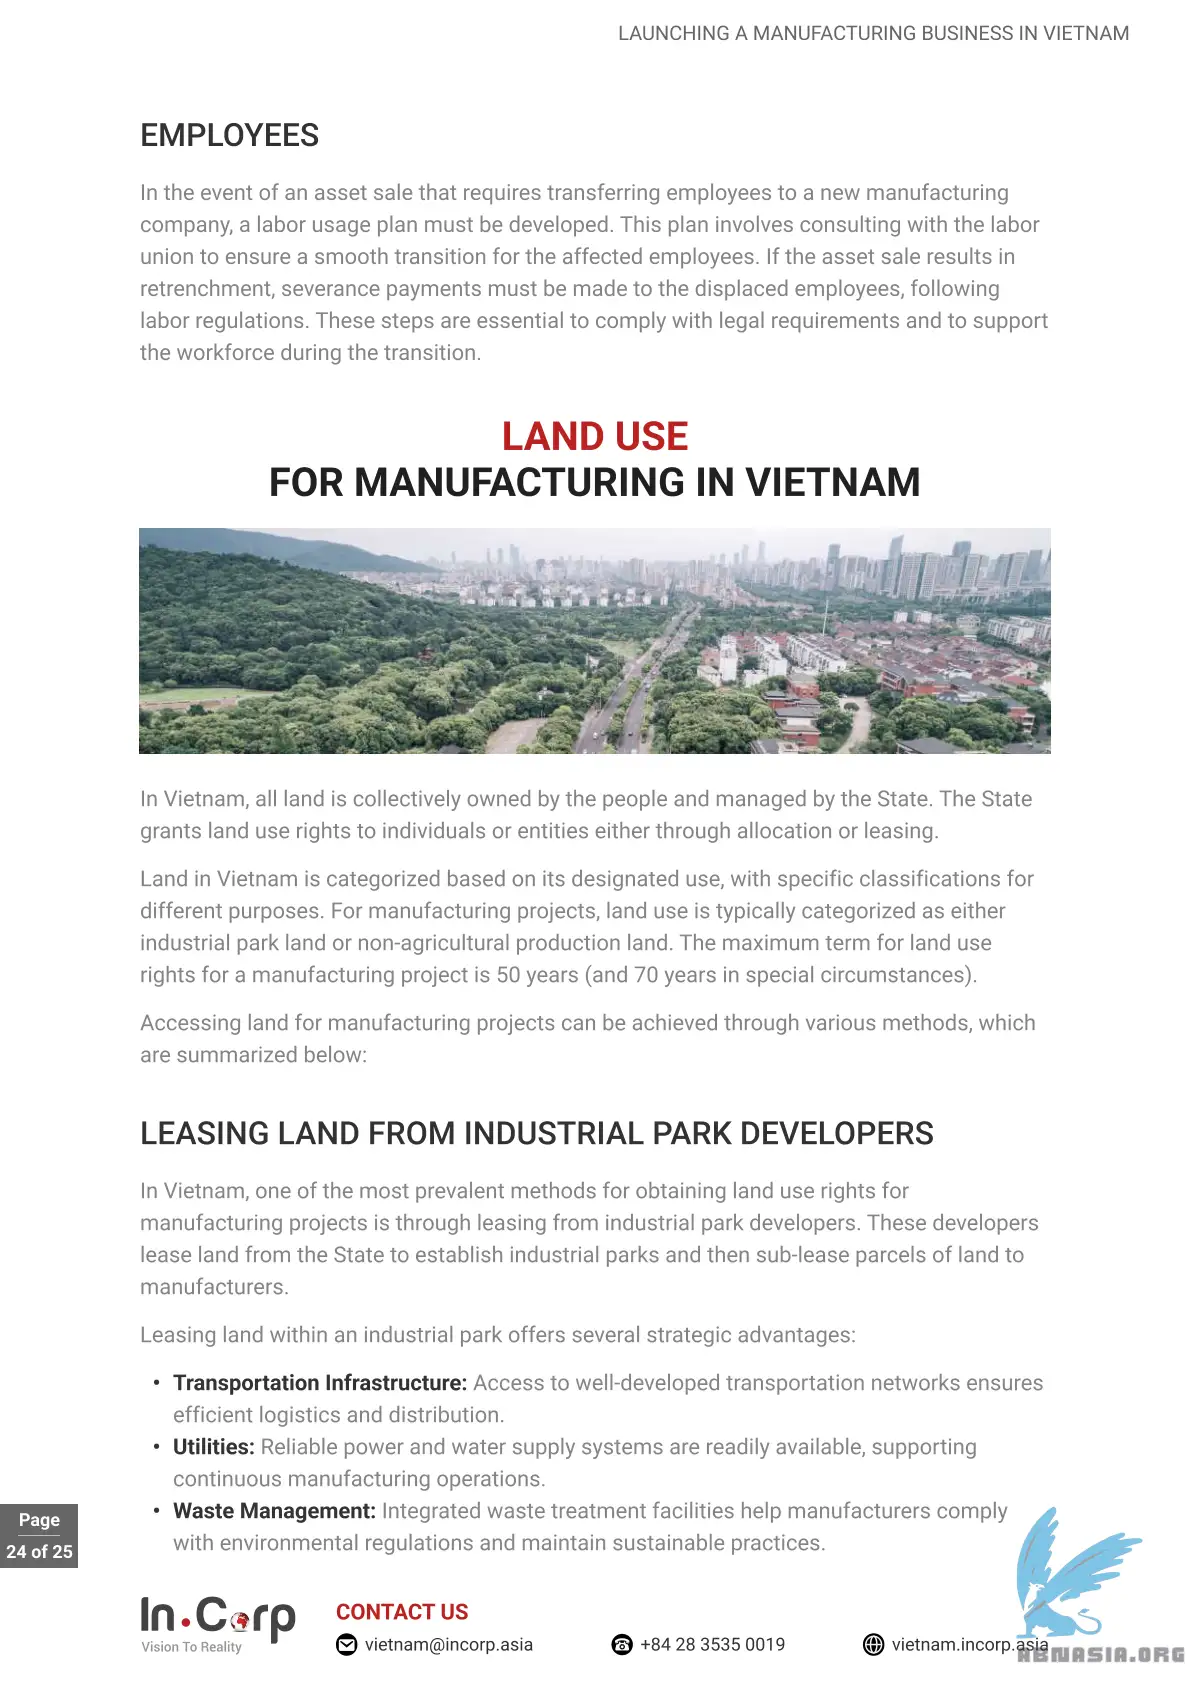 LAUNCHING A MANUFACTURING BUSINESS IN VIETNAM
EMPLOYEES
In the event of an asset sale that requires transferring employees to a new manufacturing
company, a labor usage plan must be developed. This plan involves consulting with the labor
union to ensure a smooth transition for the affected employees. If the asset sale results in
retrenchment, severance payments must be made to the displaced employees, following
labor regulations. These steps are essential to comply with legal requirements and to support
the workforce during the transition.
LAND USE
FOR MANUFACTURING IN VIETNAM
In Vietnam, all land is collectively owned by the people and managed by the State. The State
grants land use rights to individuals or entities either through allocation or leasing.
Land in Vietnam is categorized based on its designated use, with specific classifications for
different purposes. For manufacturing projects, land use is typically categorized as either
industrial park land or non-agricultural production land. The maximum term for land use
rights for a manufacturing project is 50 years (and 70 years in special circumstances).
Accessing land for manufacturing projects can be achieved through various methods, which
are summarized below:
LEASING LAND FROM INDUSTRIAL PARK DEVELOPERS
In Vietnam, one of the most prevalent methods for obtaining land use rights for
manufacturing projects is through leasing from industrial park developers. These developers
lease land from the State to establish industrial parks and then sub-lease parcels of land to
manufacturers.
Leasing land within an industrial park offers several strategic advantages:
• Transportation Infrastructure: Access to well-developed transportation networks ensures
efficient logistics and distribution.
• Utilities: Reliable power and water supply systems are readily available, supporting
continuous manufacturing operations.
• Waste Management: Integrated waste treatment facilities help manufacturers comply
with environmental regulations and maintain sustainable practices.
Page
24 of 25
In.Corp
Vision To Reality
CONTACT US
vietnam@incorp.asia
+84 28 3535 0019
vietnam.incorp.asia
ABNASIA.ORG